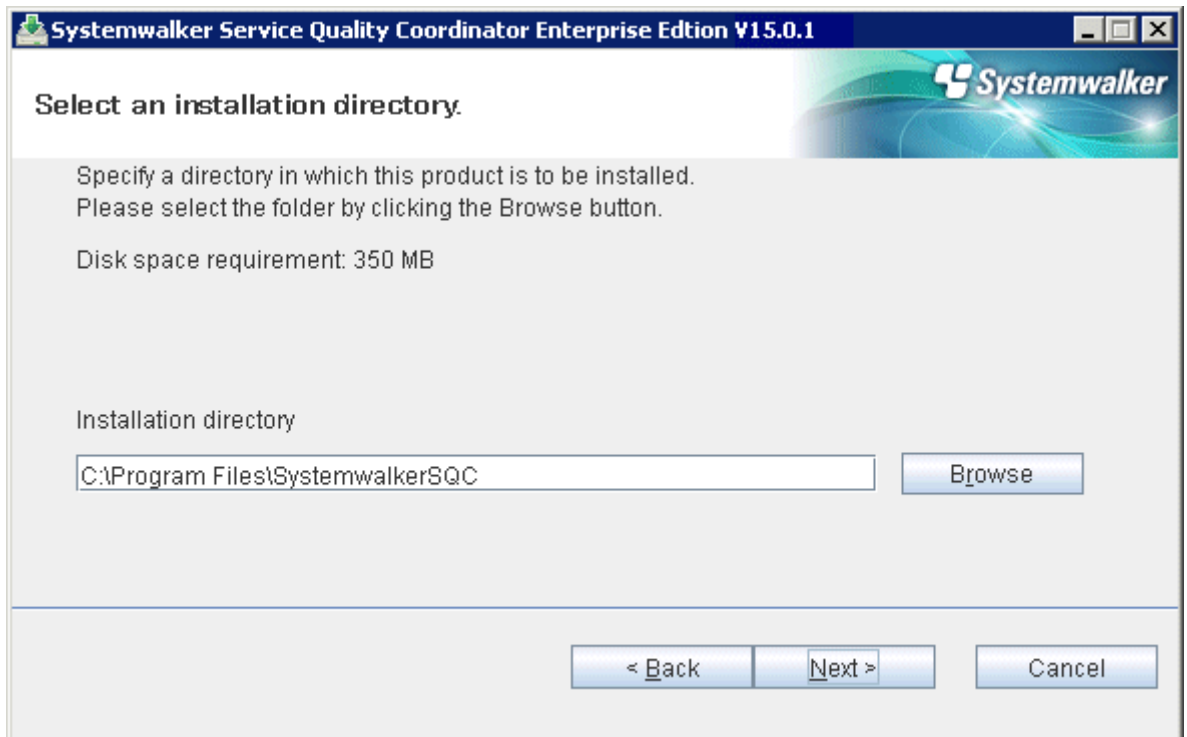 Systemwalker Service Quality Coordinator Enterprise Edtion V15.0.1
Systemwalker
Select an installation directory.
Specify a directory in which this product is to be installed.
Please select the folder by clicking the Browse button.
Disk space requirement: 350 MB
Installation directory
C:\Program Files\SystemwalkerSQC
Browse
< Back
Next >
Cancel